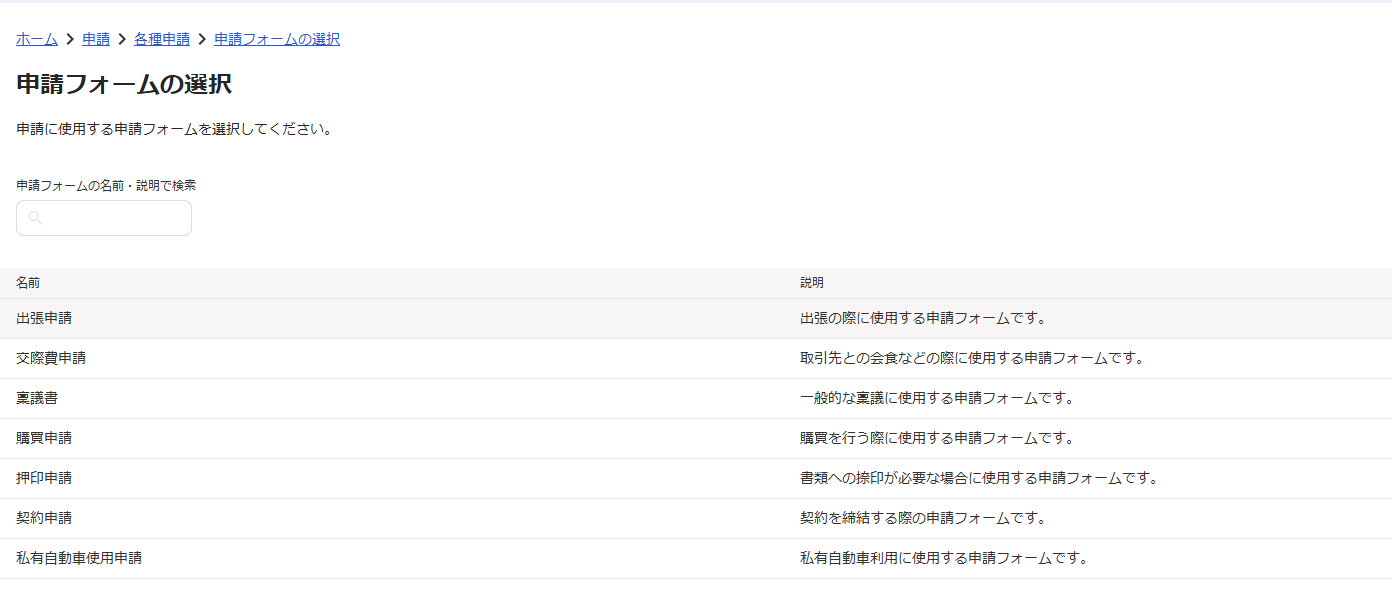 ホーム > 申請 > 各種申請 > 申請フォームの選択
申請フォームの選択
申請に使用する申請フォームを選択してください。
申請フォームの名前・説明で検索
名前 説明
出張申請 出張の際に使用する申請フォームです。
交際費申請 取引先との会食などの際に使用する申請フォームです。
稟議書 一般的な稟議に使用する申請フォームです。
購買申請 購買を行う際に使用する申請フォームです。
押印申請 書類への捺印が必要な場合に使用する申請フォームです。
契約申請 契約を締結する際の申請フォームです。
私有自動車使用申請 私有自動車利用に使用する申請フォームです。